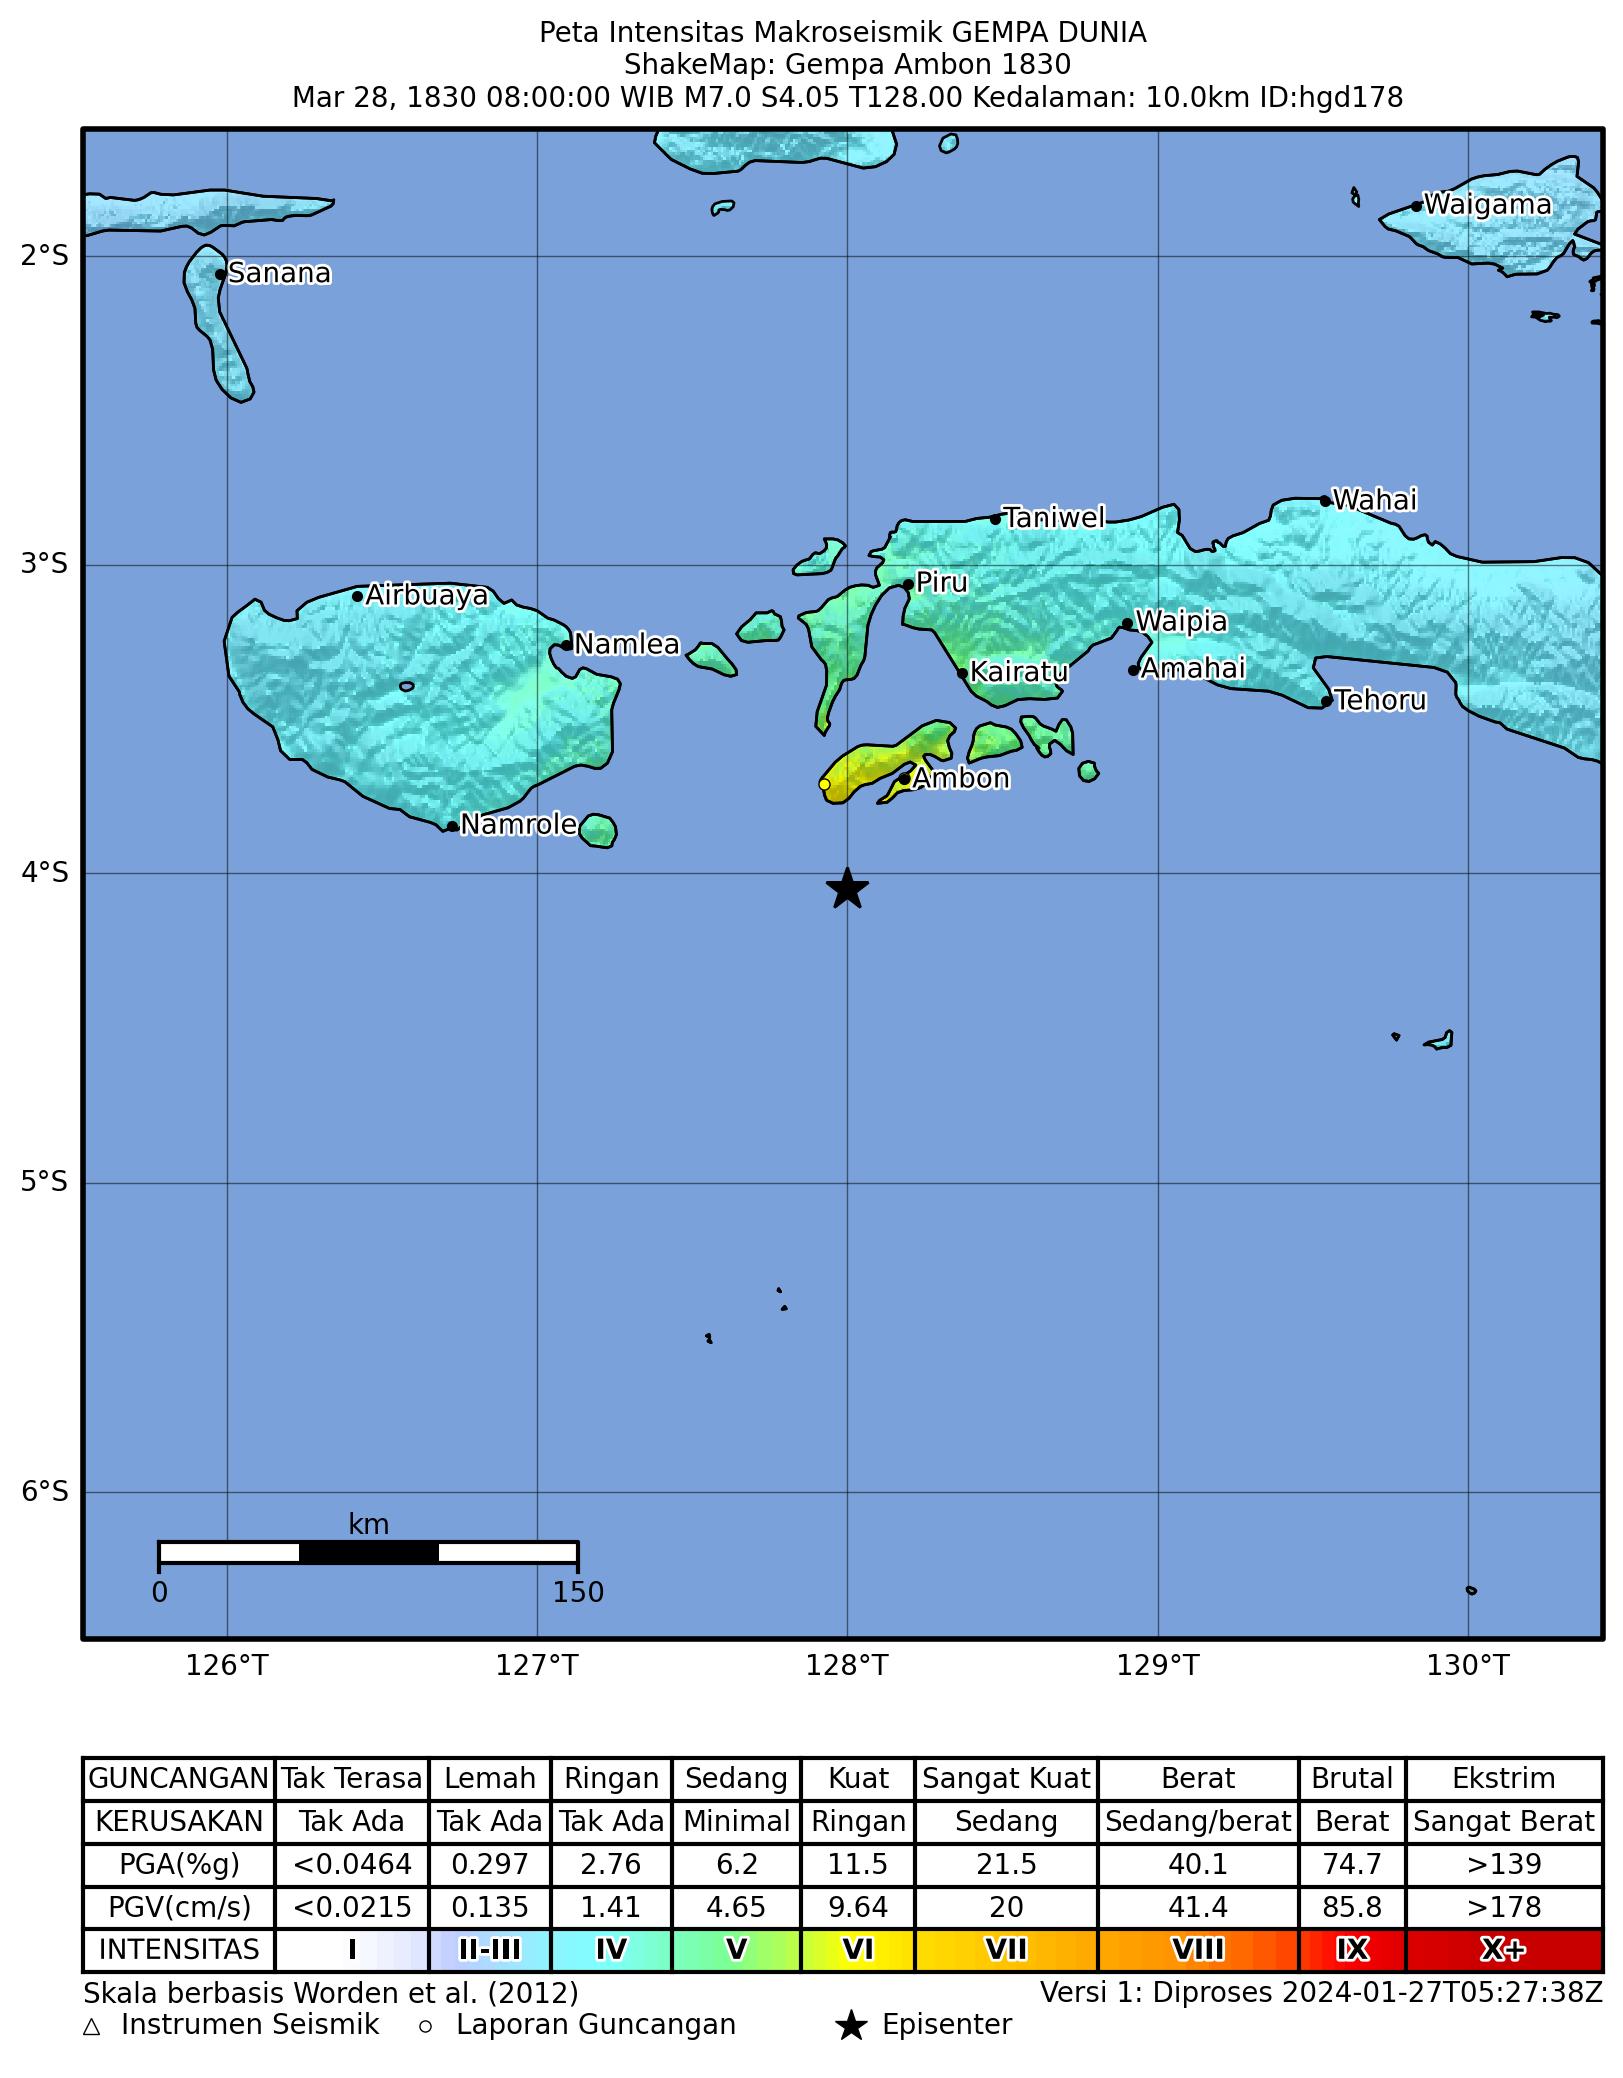 Peta Intensitas Makroseismik GEMPA DUNIA
ShakeMap: Gempa Ambon 1830
Mar 28, 1830 08:00:00 WIB M7.0 S4.05 T128.00 Kedalaman: 10.0km ID:hgd178
Waigama
2°S
Sanana
Wahai
Taniwel
3°S
Piru
Airbuaya
Waipia
Namlea
Amahai
Kairatu
Tehoru
Ambon
Namrole
4°S
5°S
6°S
km
0 150
126°T 127°T 128°T 129°T 130°T
GUNCANGAN Tak Terasa Lemah Ringan Sedang Kuat Sangat Kuat Berat Brutal Ekstrim
KERUSAKAN Tak Ada Tak Ada Tak Ada Minimal Ringan Sedang Sedang/berat Berat Sangat Berat
PGA(%g) <0.0464 0.297 2.76 6.2 11.5 21.5 40.1 74.7 >139
PGV(cm/s) <0.0215 0.135 1.41 4.65 9.64 20 41.4 85.8 >178
INTENSITAS I II-III IV V VI VII VIII IX X+
Skala berbasis Worden et al. (2012) Versi 1: Diproses 2024-01-27T05:27:38Z
△ Instrumen Seismik ○ Laporan Guncangan ★ Episenter